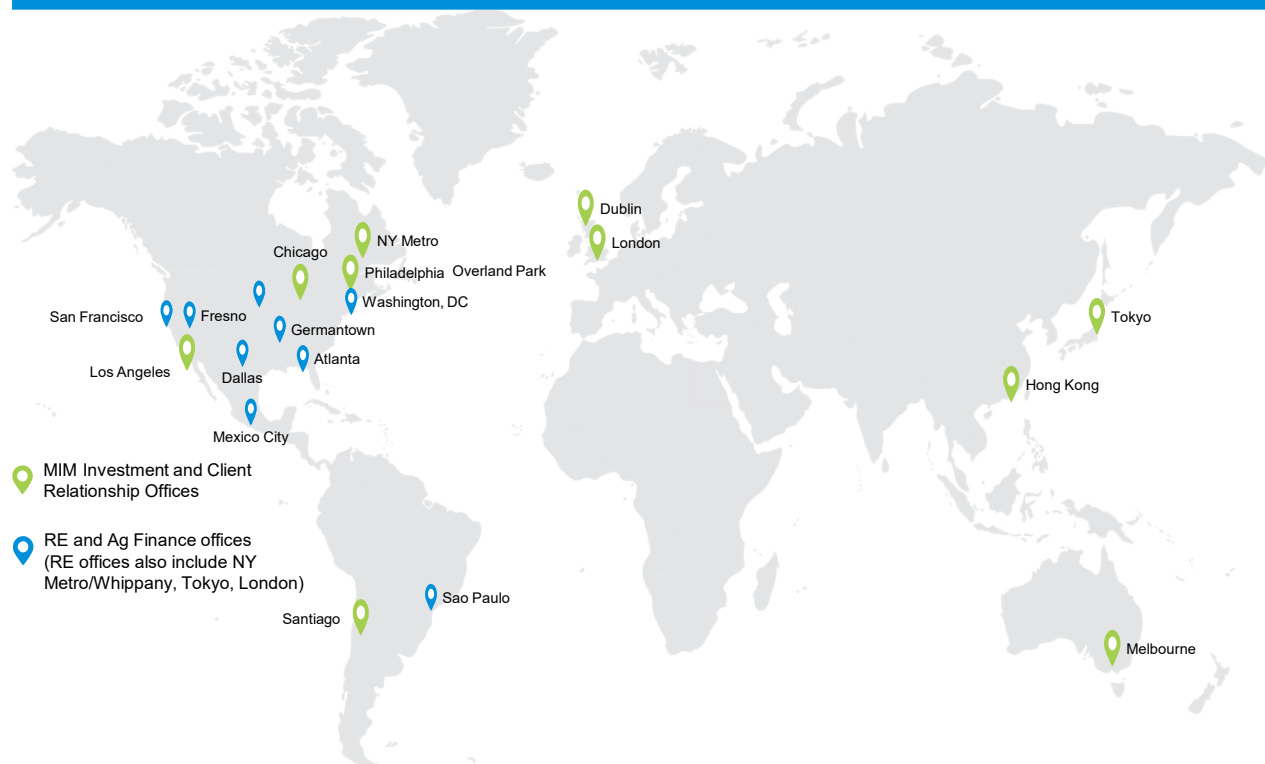 Dublin
NY Metro
London
Chicago
Philadelphia
Overland Park
Washington, DC
San Francisco
Fresno
Tokyo
Germantown
Atlanta
Los Angeles
Dallas
Hong Kong
Mexico City
MIM Investment and Client
Relationship Offices
RE and Ag Finance offices
(RE offices also include NY
Metro/Whippany, Tokyo, London)
Sao Paulo
Santiago
Melbourne